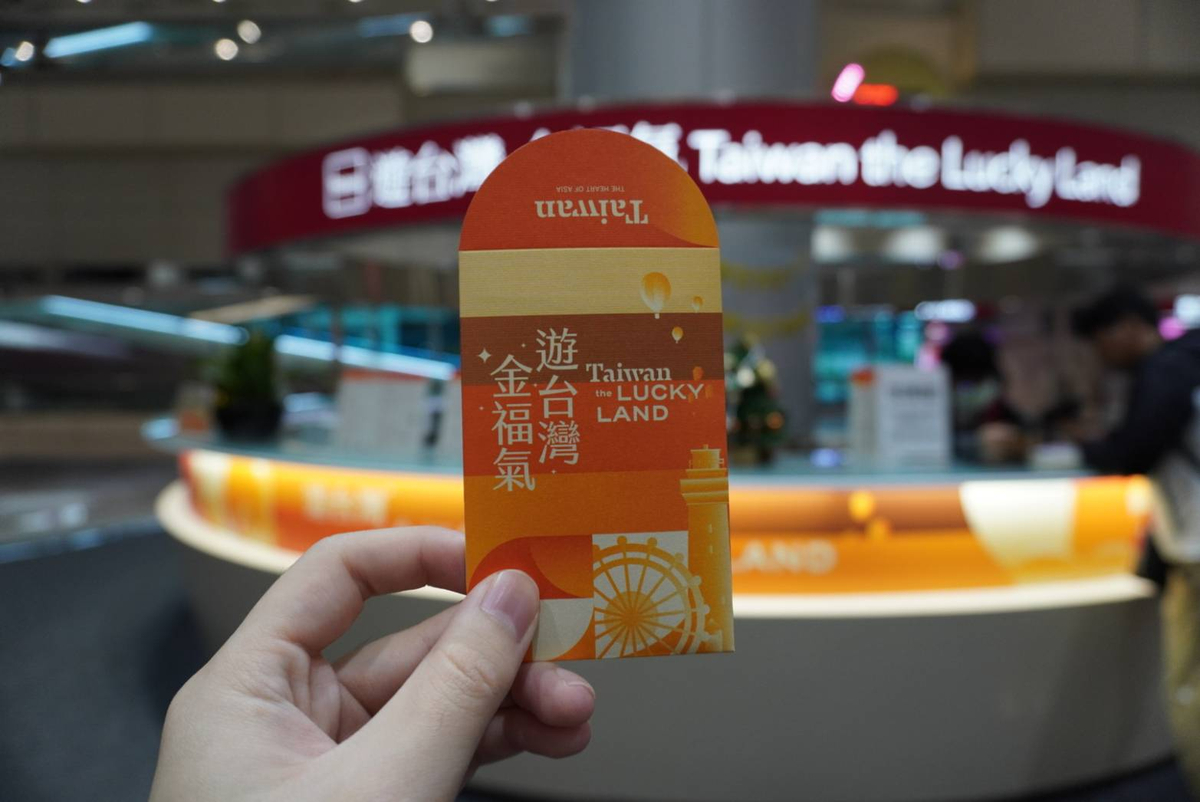 遊台灣 Taiwan the Lucky Land
THE HEART OF ASIA
Taiwan
遊台灣
金福氣
Taiwan
the LUCKY
LAND
LAND